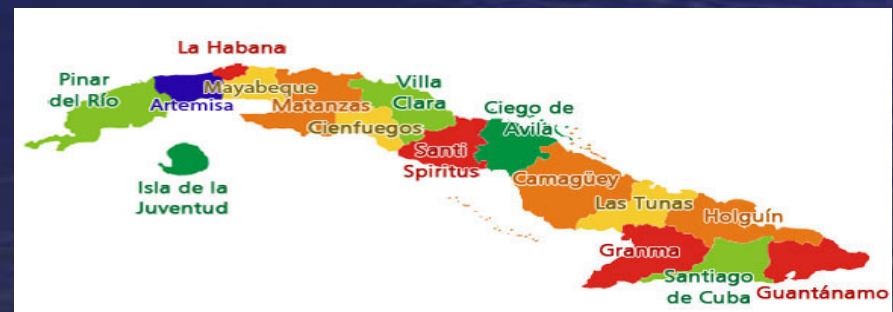 La Habana
Pinar
del Río
Artemisa
Mayabeque
Matanzas
Villa
Clara
Cienfuegos
Ciego de
Avila
Santi
Spiritus
Isla de la
Juventud
Camagüey
Las Tunas
Holguín
Granma
Santiago
de Cuba
Guantánamo